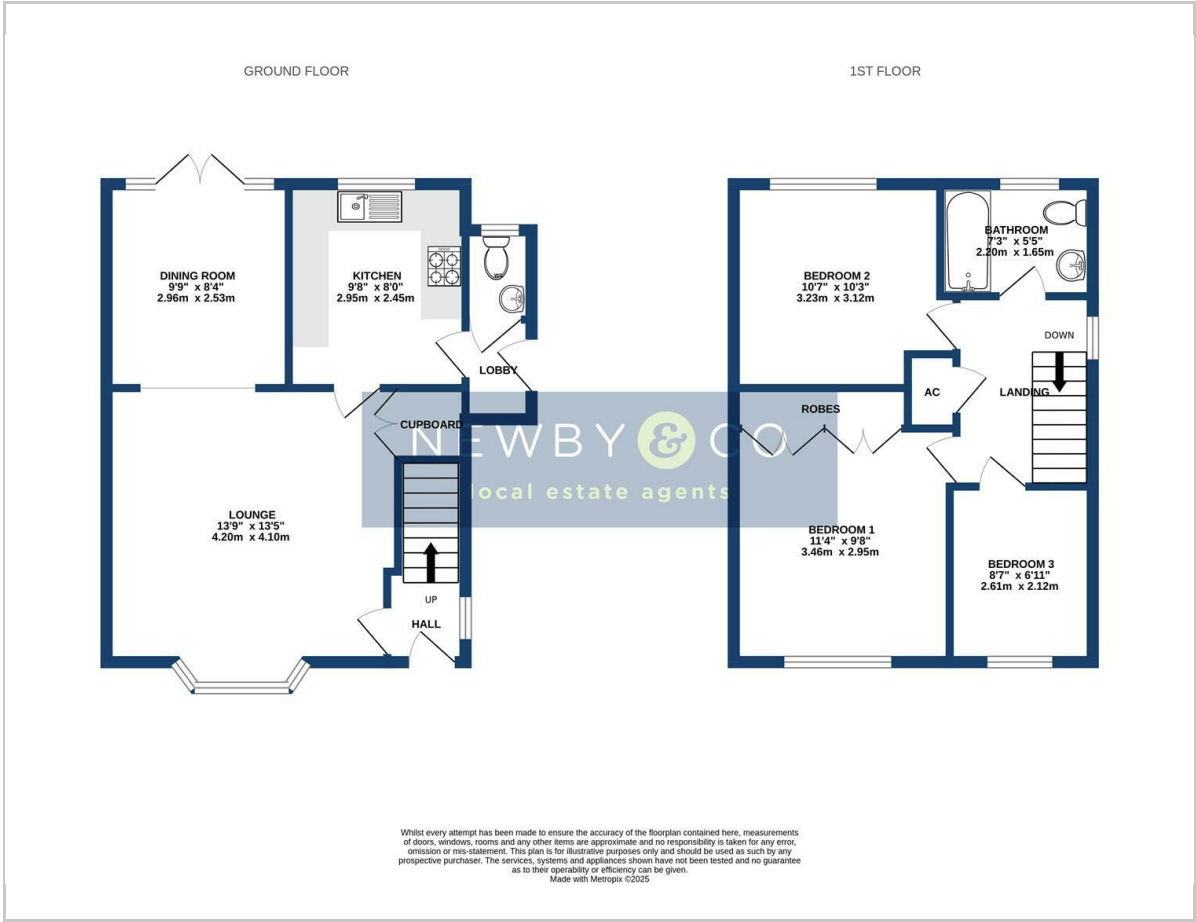 GROUND FLOOR
1ST FLOOR
DINING ROOM
9'9" x 8'4"
2.96m x 2.53m
KITCHEN
9'8" x 8'0"
2.95m x 2.45m
WC
LOBBY
CUPBOARD
LOUNGE
13'9" x 13'5"
4.20m x 4.10m
UP
HALL
BEDROOM 2
10'7" x 10'3"
3.23m x 3.12m
BATHROOM
7'3" x 5'5"
2.20m x 1.65m
DOWN
AC
LANDING
ROBES
BEDROOM 1
11'4" x 9'8"
3.46m x 2.95m
BEDROOM 3
8'7" x 6'11"
2.61m x 2.12m
NEWBY & CO
local estate agents
Whilst every attempt has been made to ensure the accuracy of the floorplan contained here, measurements
of doors, windows, rooms and any other items are approximate and no responsibility is taken for any error,
omission or mis-statement. This plan is for illustrative purposes only and should be used as such by any
prospective purchaser. The services, systems and appliances shown have not been tested and no guarantee
as to their operability or efficiency can be given.
Made with Metropix ©2025